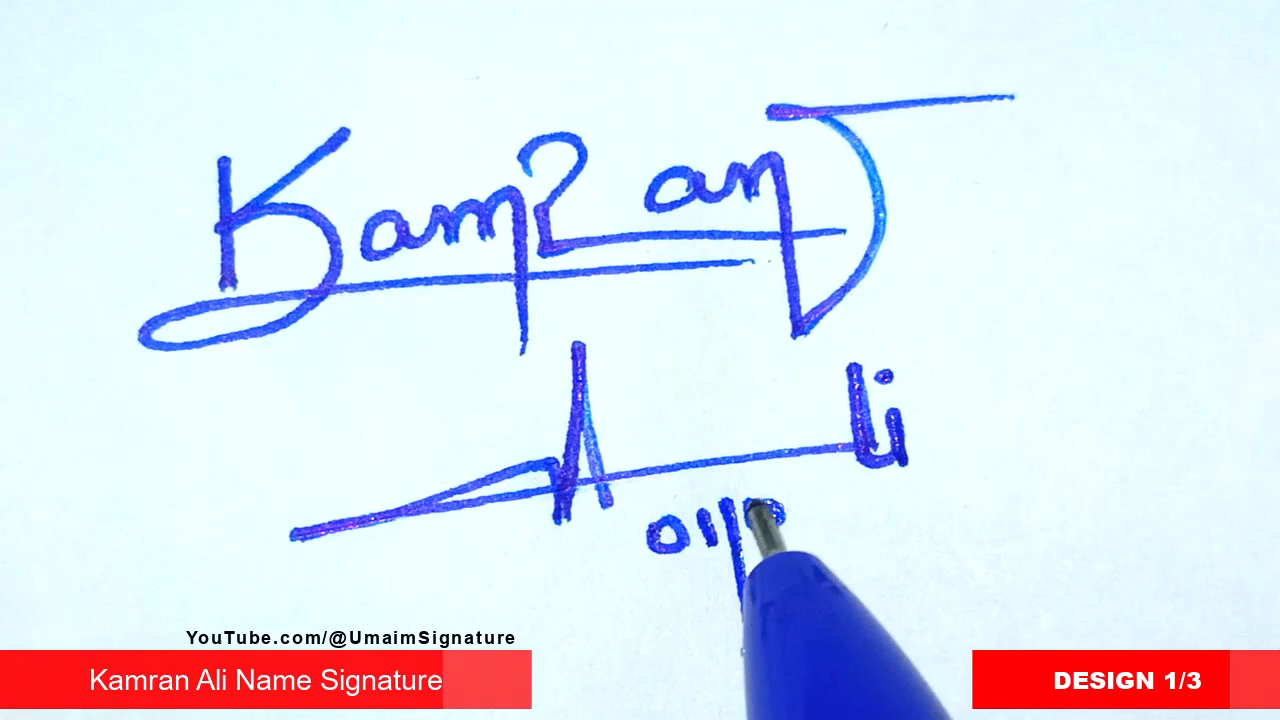 Kamran
Ali
YouTube.com/@UmaimSignature
Kamran Ali Name Signature
DESIGN 1/3